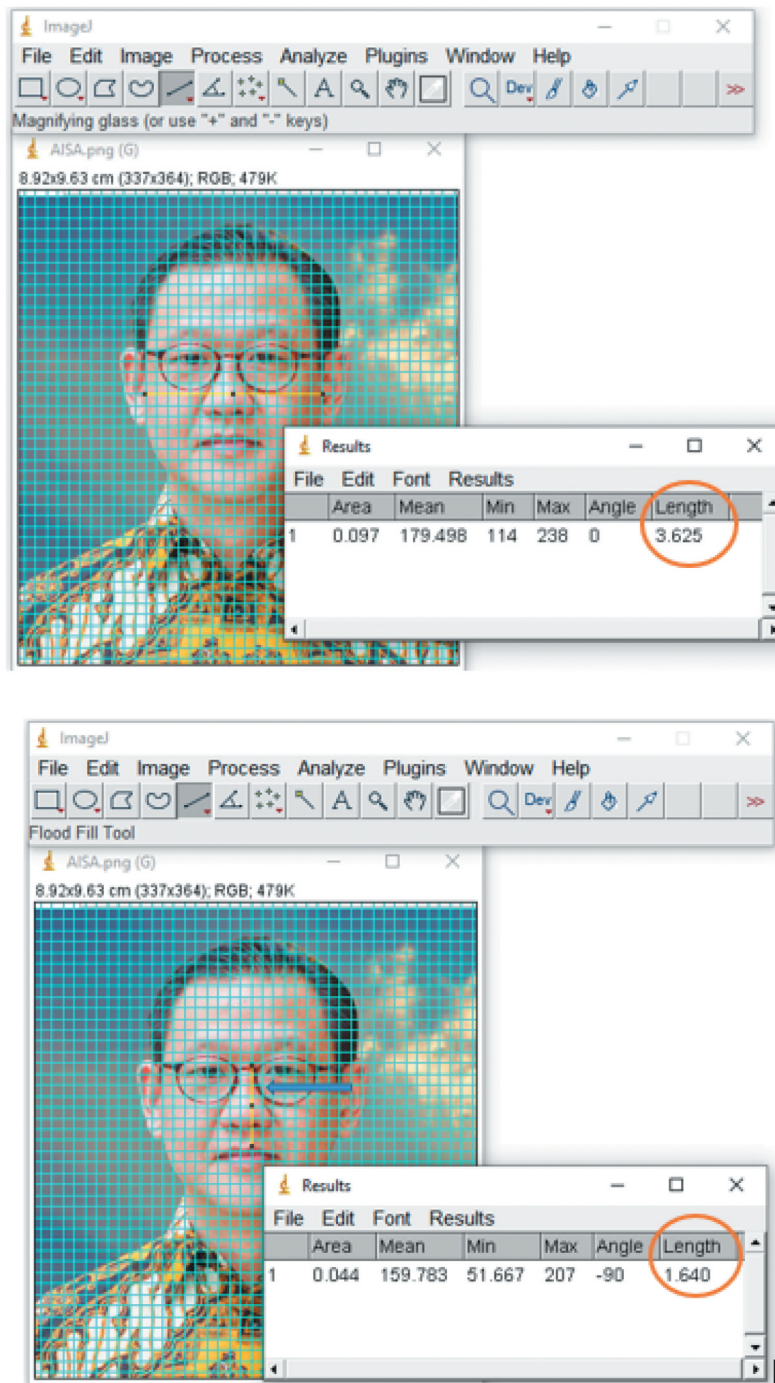 ImageJ
File Edit Image Process Analyze Plugins Window Help
A Dev >>
Magnifying glass (or use "+" and "-" keys)
AISA.png (G)
8.92x9.63 cm (337x364); RGB; 479K
Results
File Edit Font Results
Area Mean Min Max Angle Length
1 0.097 179.498 114 238 0 3.625
ImageJ
File Edit Image Process Analyze Plugins Window Help
A Dev >>
Flood Fill Tool
AISA.png (G)
8.92x9.63 cm (337x364); RGB; 479K
Results
File Edit Font Results
Area Mean Min Max Angle Length
1 0.044 159.783 51.667 207 -90 1.640